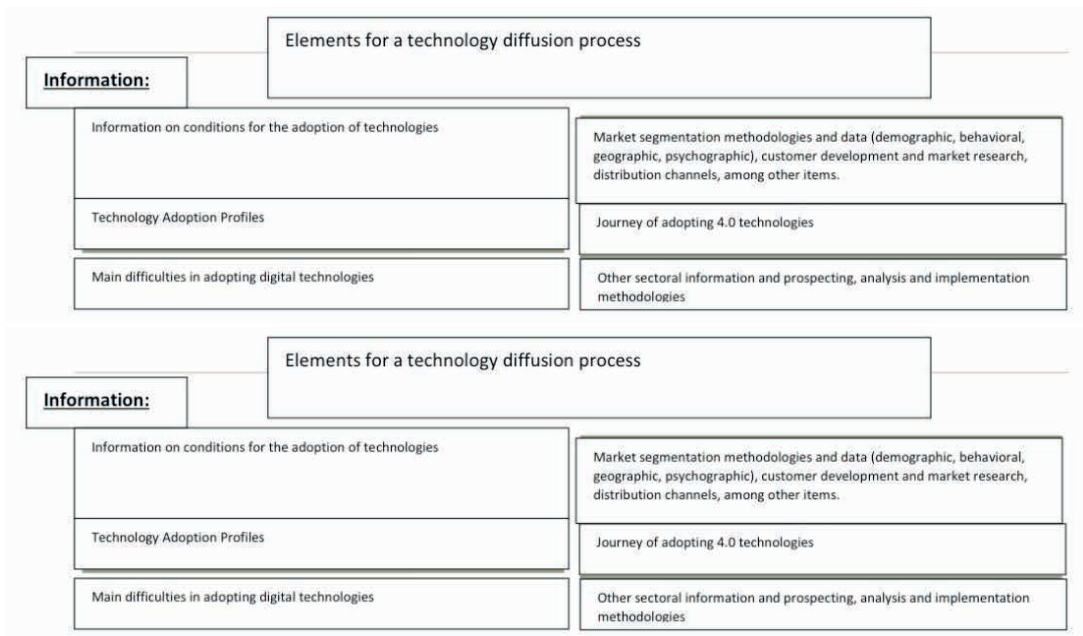 Elements for a technology diffusion process
Information:
Information on conditions for the adoption of technologies
Market segmentation methodologies and data (demographic, behavioral,
geographic, psychographic), customer development and market research,
distribution channels, among other items.
Technology Adoption Profiles
Journey of adopting 4.0 technologies
Main difficulties in adopting digital technologies
Other sectoral information and prospecting, analysis and implementation
methodologies
Elements for a technology diffusion process
Information:
Information on conditions for the adoption of technologies
Market segmentation methodologies and data (demographic, behavioral,
geographic, psychographic), customer development and market research,
distribution channels, among other items.
Technology Adoption Profiles
Journey of adopting 4.0 technologies
Main difficulties in adopting digital technologies
Other sectoral information and prospecting, analysis and implementation
methodologies